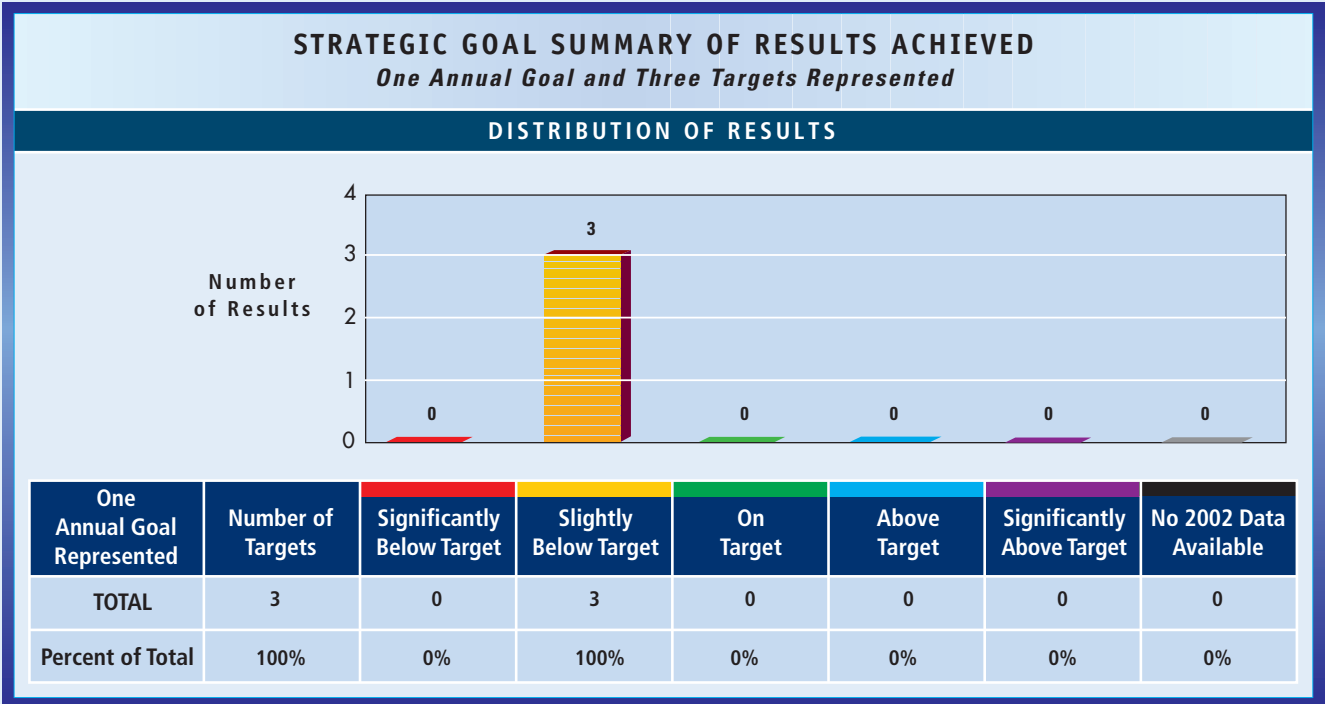 STRATEGIC GOAL SUMMARY OF RESULTS ACHIEVED
One Annual Goal and Three Targets Represented
DISTRIBUTION OF RESULTS
4
3
3
Number
of Results
2
1
0
0
0
0
0
0
One
Annual Goal
Represented
Number of
Targets
Significantly
Below Target
Slightly
Below Target
On
Target
Above
Target
Significantly
Above Target
No 2002 Data
Available
TOTAL 3 0 3 0 0 0 0
Percent of Total 100% 0% 100% 0% 0% 0% 0%